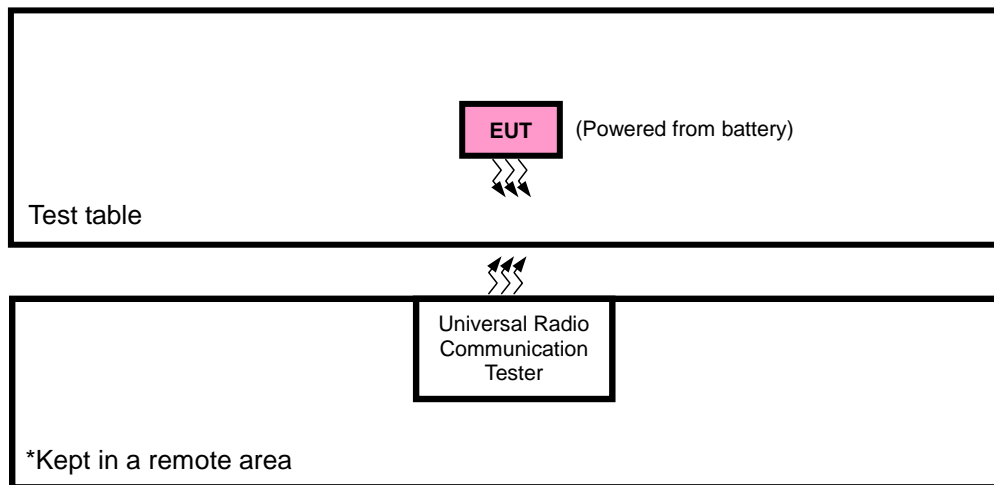 EUT
(Powered from battery)
Test table
Universal Radio
Communication
Tester
*Kept in a remote area